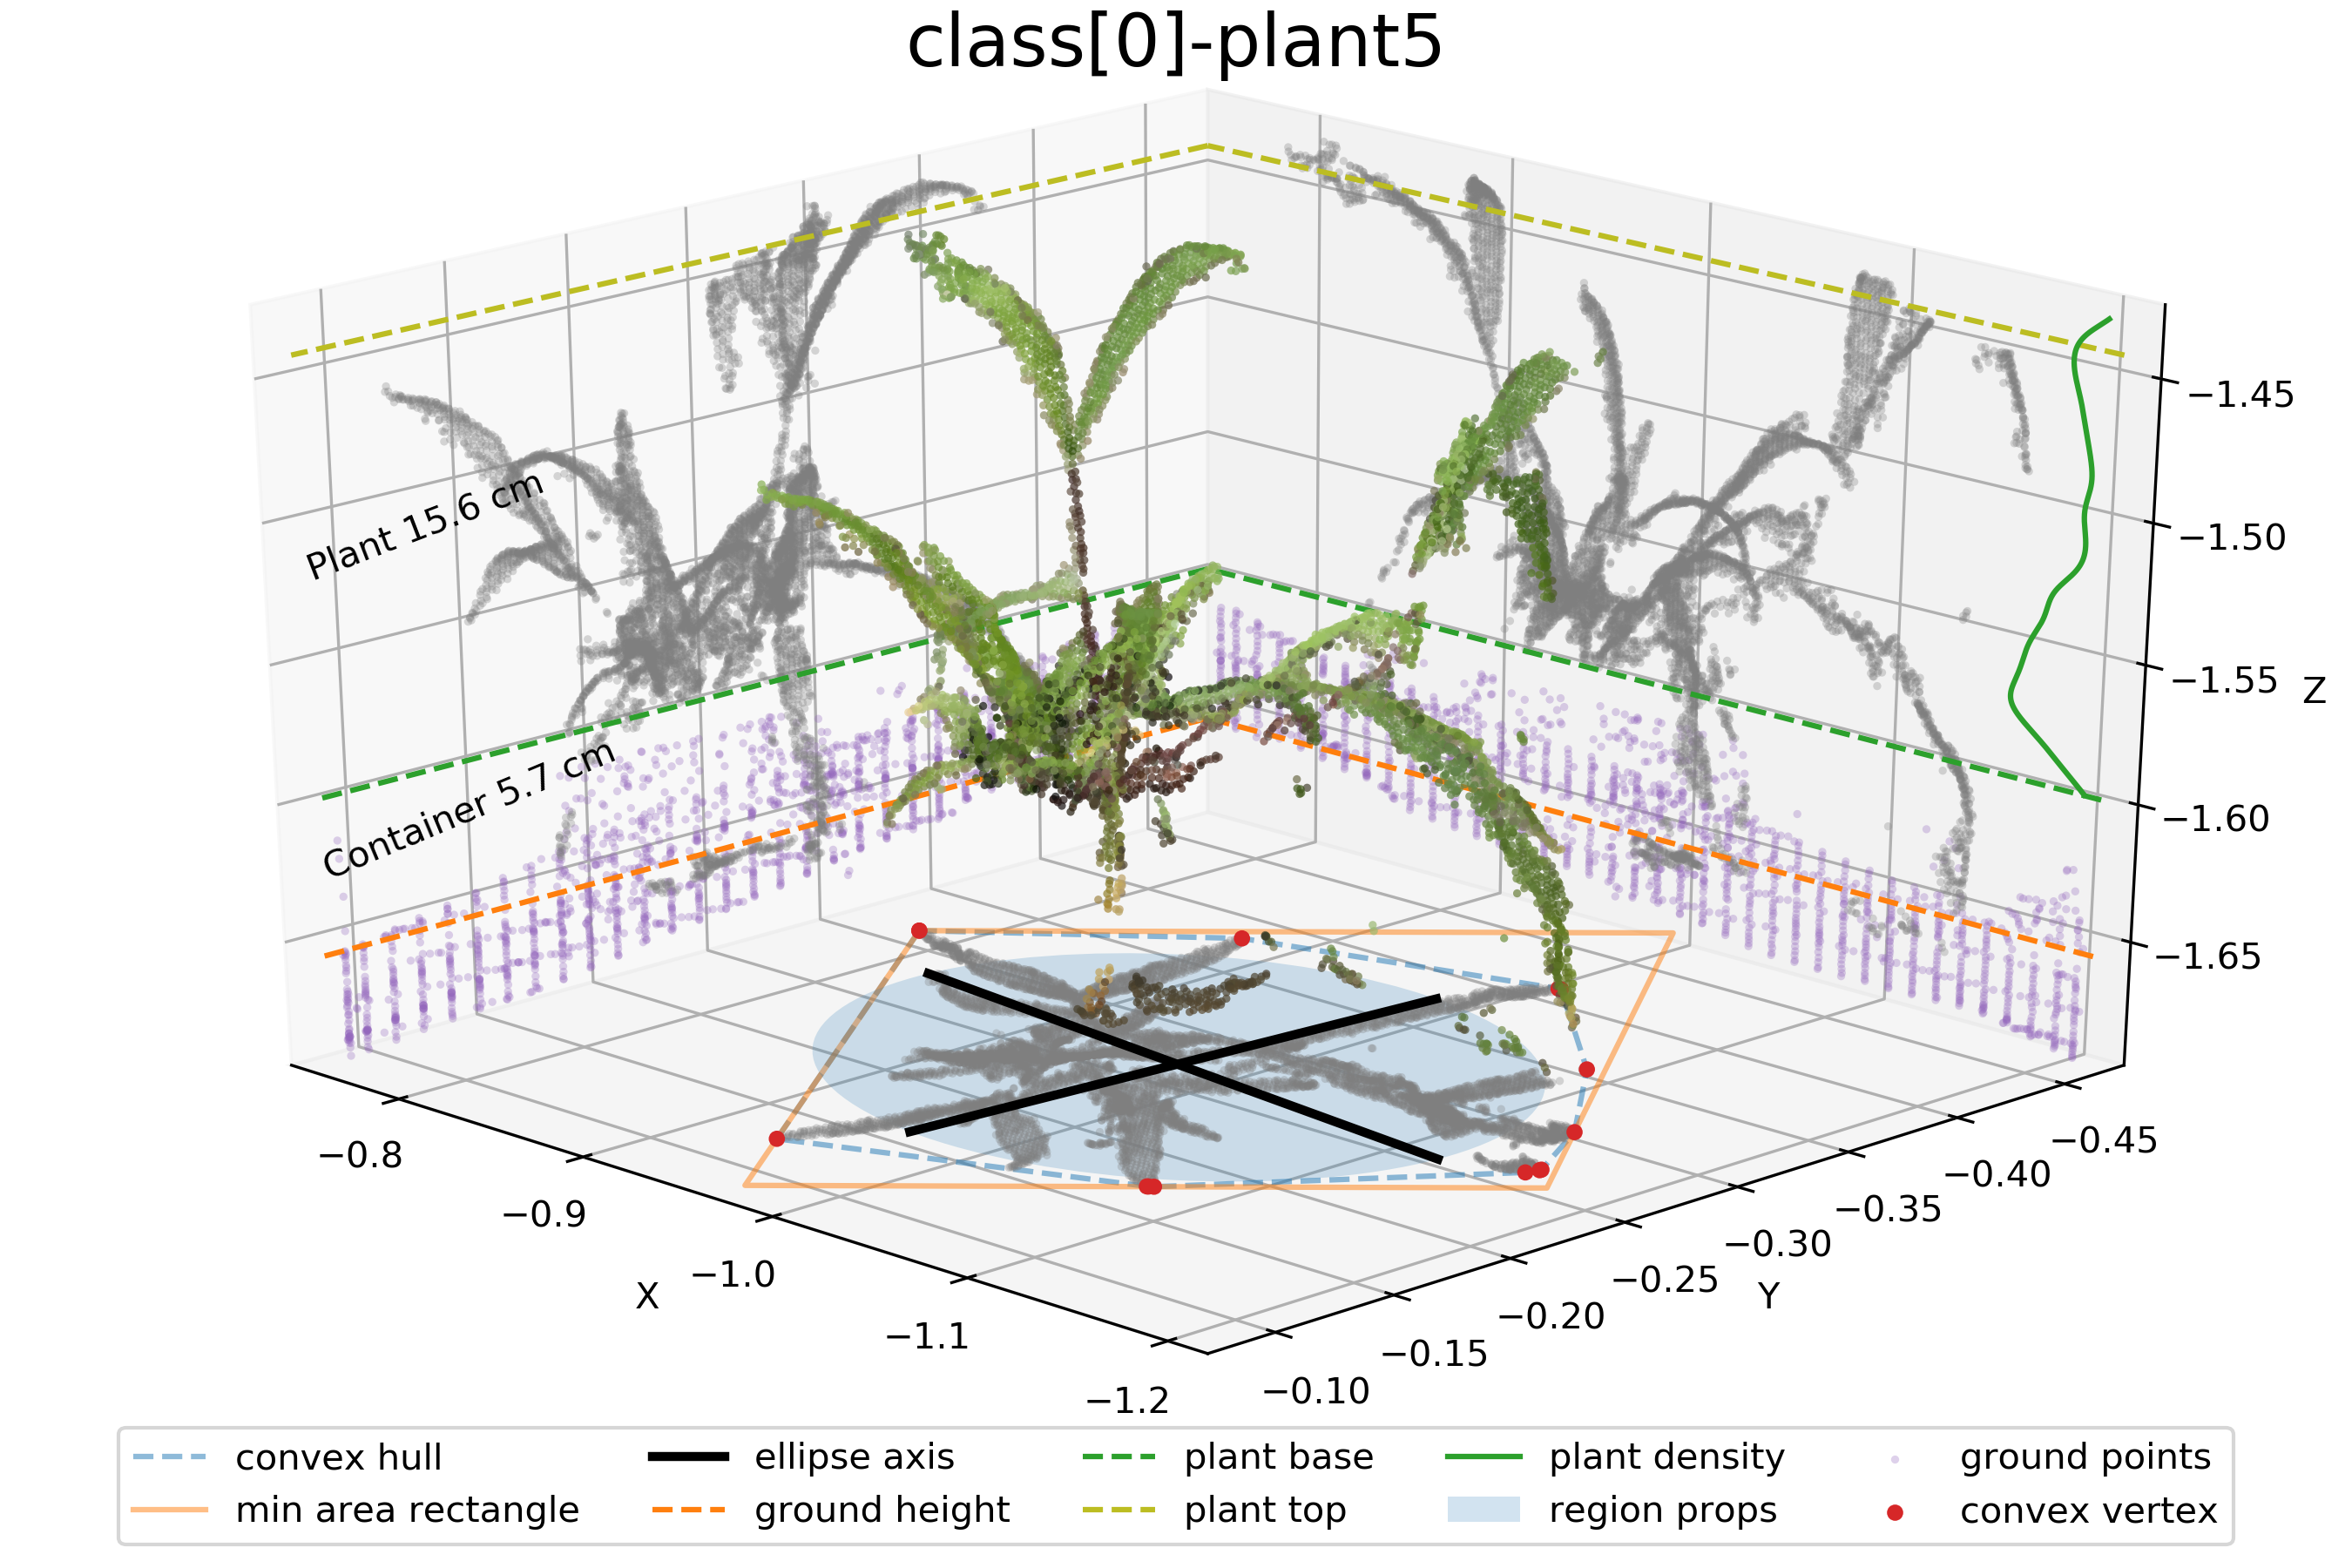 class[0]-plant5
Plant 15.6 cm
Container 5.7 cm
−1.45
−1.50
−1.55
Z
−1.60
−1.65
−0.8
−0.9
X
−1.0
−1.1
−1.2
−0.45
−0.40
−0.35
−0.30
Y
−0.25
−0.20
−0.15
−0.10
convex hull
ellipse axis
plant base
plant density
ground points
min area rectangle
ground height
plant top
region props
convex vertex